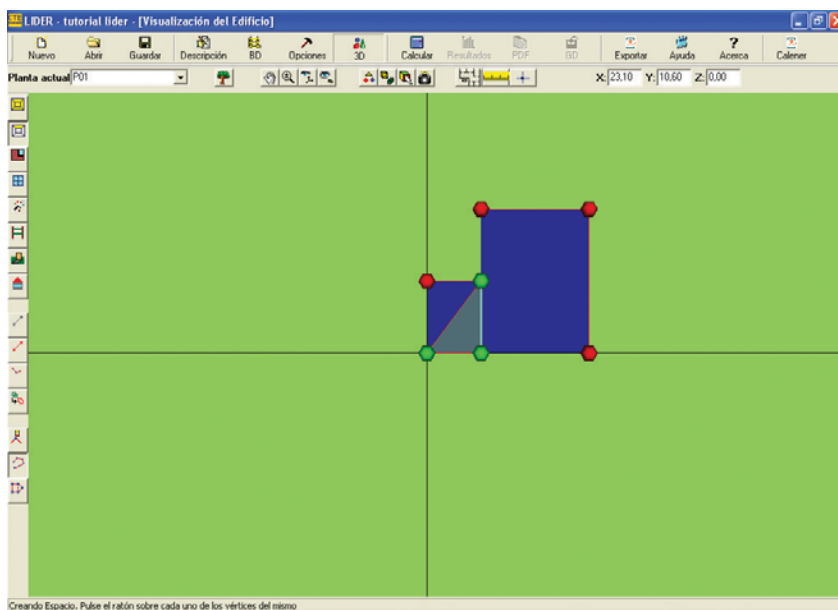 LIDER - tutorial lider - [Visualización del Edificio]
Nuevo Abrir Guardar Descripción BD Opciones 3D Calcular Resultados PDF BD Exportar Ayuda Acerca Calener
Planta actual P01 X: 23,10 Y: 10,60 Z: 0,00
Creando Espacio. Pulse el ratón sobre cada uno de los vértices del mismo